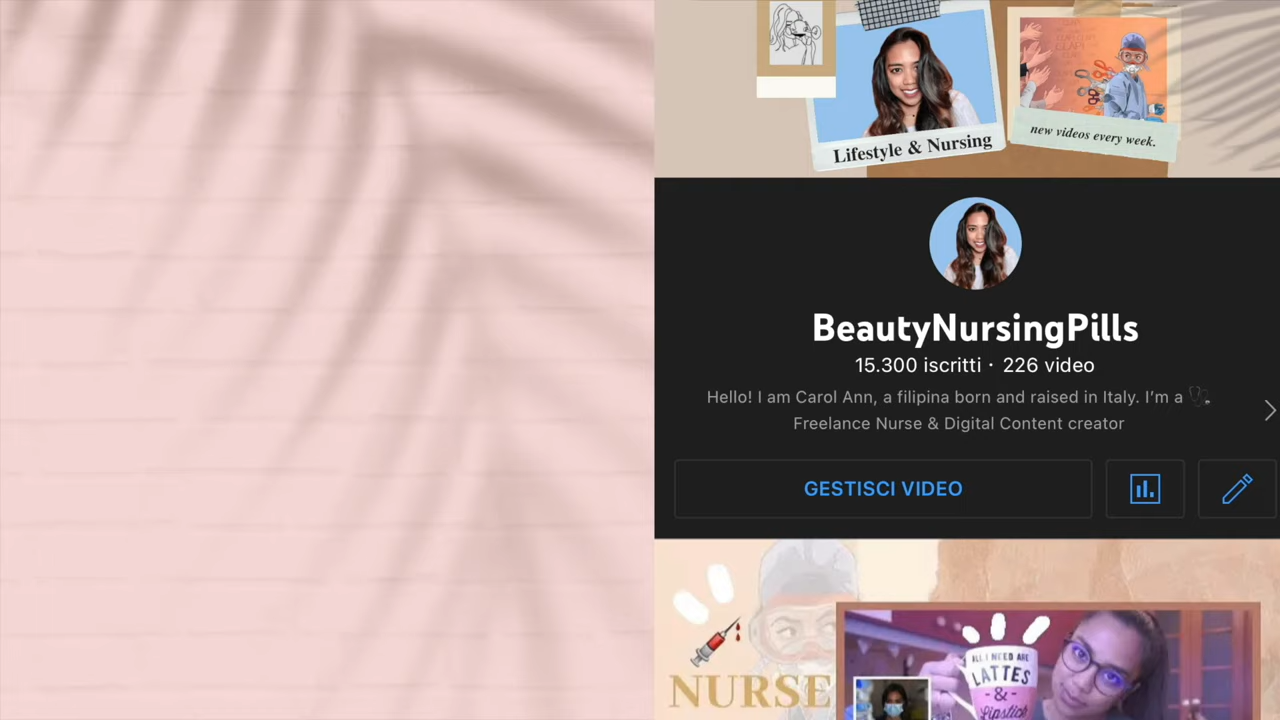 Lifestyle & Nursing
new videos every week.
BeautyNursingPills
15.300 iscritti · 226 video
Hello! I am Carol Ann, a filipina born and raised in Italy. I'm a 🩺
Freelance Nurse & Digital Content creator
GESTISCI VIDEO
NURSE
ALL I NEED ARE
LATTES
-&-
Lipstick